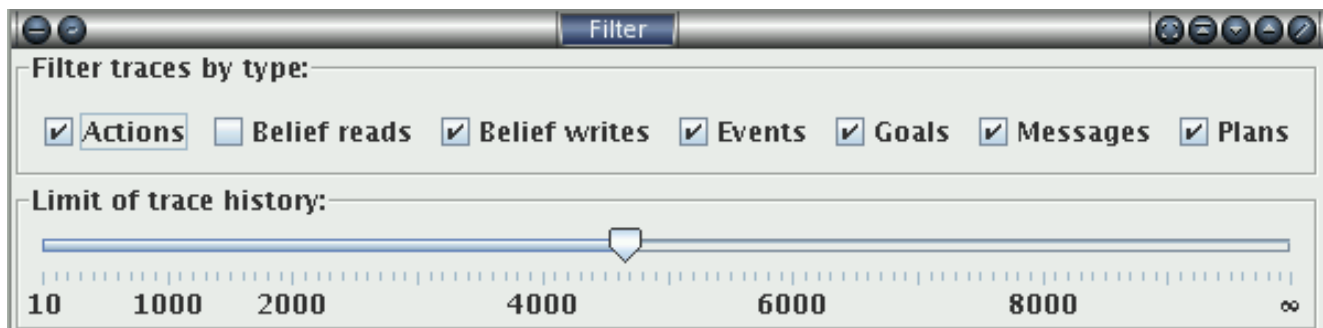 Filter
Filter traces by type:
Actions Belief reads Belief writes Events Goals Messages Plans
Limit of trace history:
10 1000 2000 4000 6000 8000 ∞